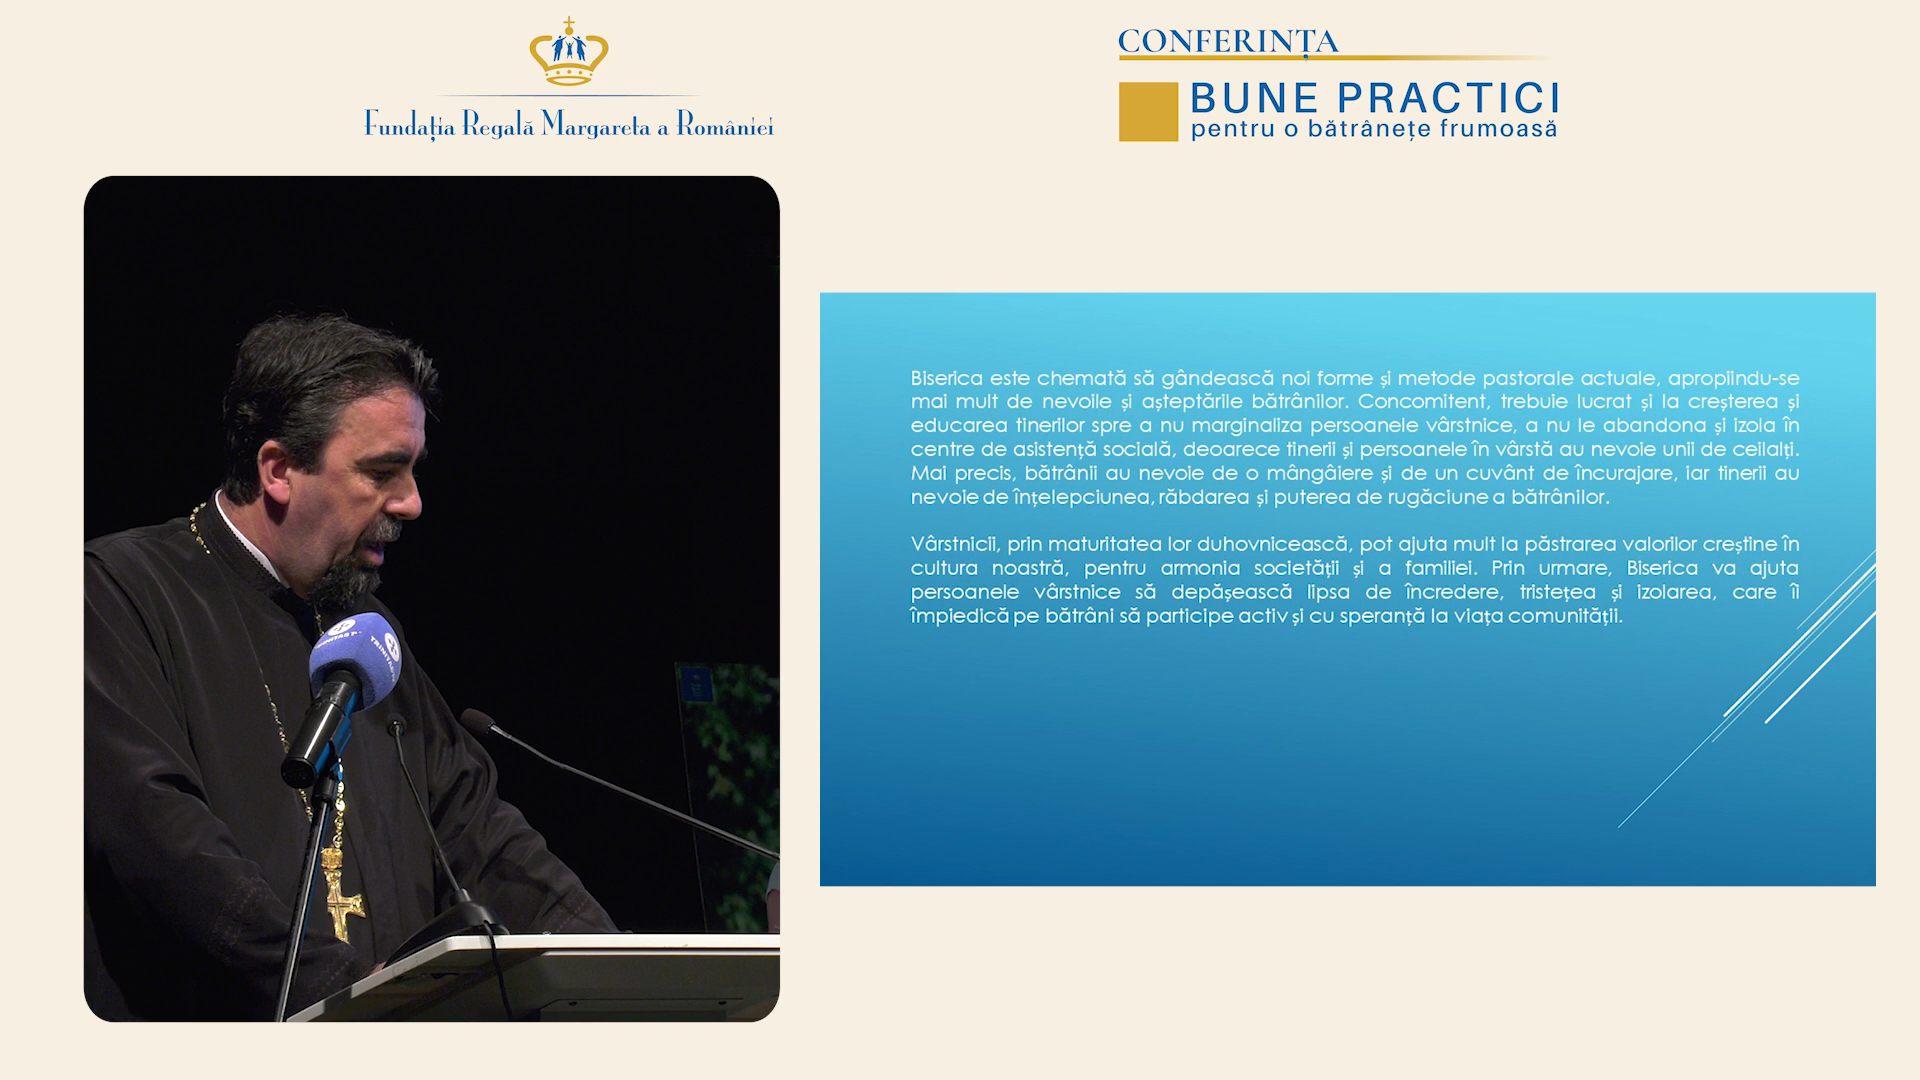 Fundația Regală Margareta a României
CONFERINȚA
BUNE PRACTICI
pentru o bătrânețe frumoasă
Biserica este chemată să gândească noi forme și metode pastorale actuale, apropiindu-se
mai mult de nevoile și așteptările bătrânilor. Concomitent, trebuie lucrat și la creșterea și
educarea tinerilor spre a nu marginaliza persoanele vârstnice, a nu le abandona și izola în
centre de asistență socială, deoarece tinerii și persoanele în vârstă au nevoie unii de ceilalți.
Mai precis, bătrânii au nevoie de o mângâiere și de un cuvânt de încurajare, iar tinerii au
nevoie de înțelepciunea, răbdarea și puterea de rugăciune a bătrânilor.
Vârstnicii, prin maturitatea lor duhovnicească, pot ajuta mult la păstrarea valorilor creștine în
cultura noastră, pentru armonia societății și a familiei. Prin urmare, Biserica va ajuta
persoanele vârstnice să depășească lipsa de încredere, tristețea și izolarea, care îi
împiedică pe bătrâni să participe activ și cu speranță la viața comunității.